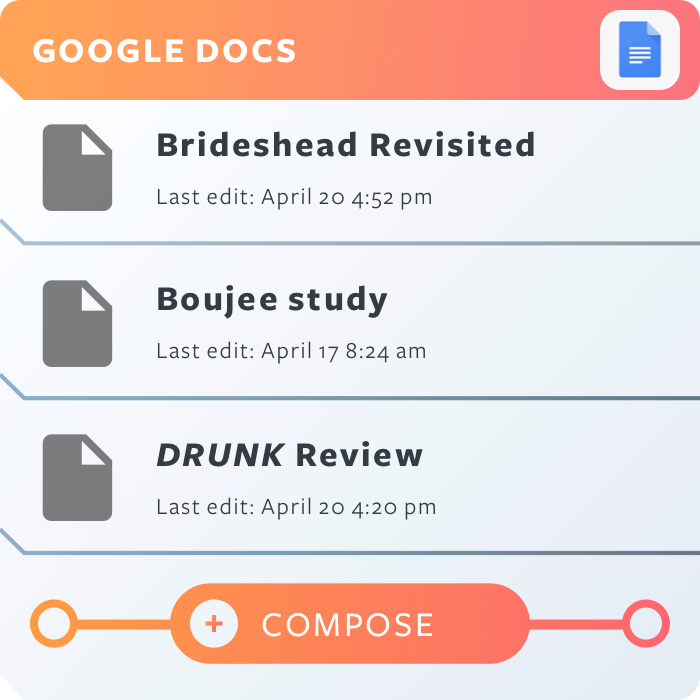 GOOGLE DOCS
Brideshead Revisited
Last edit: April 20 4:52 pm
Boujee study
Last edit: April 17 8:24 am
DRUNK Review
Last edit: April 20 4:20 pm
+ COMPOSE